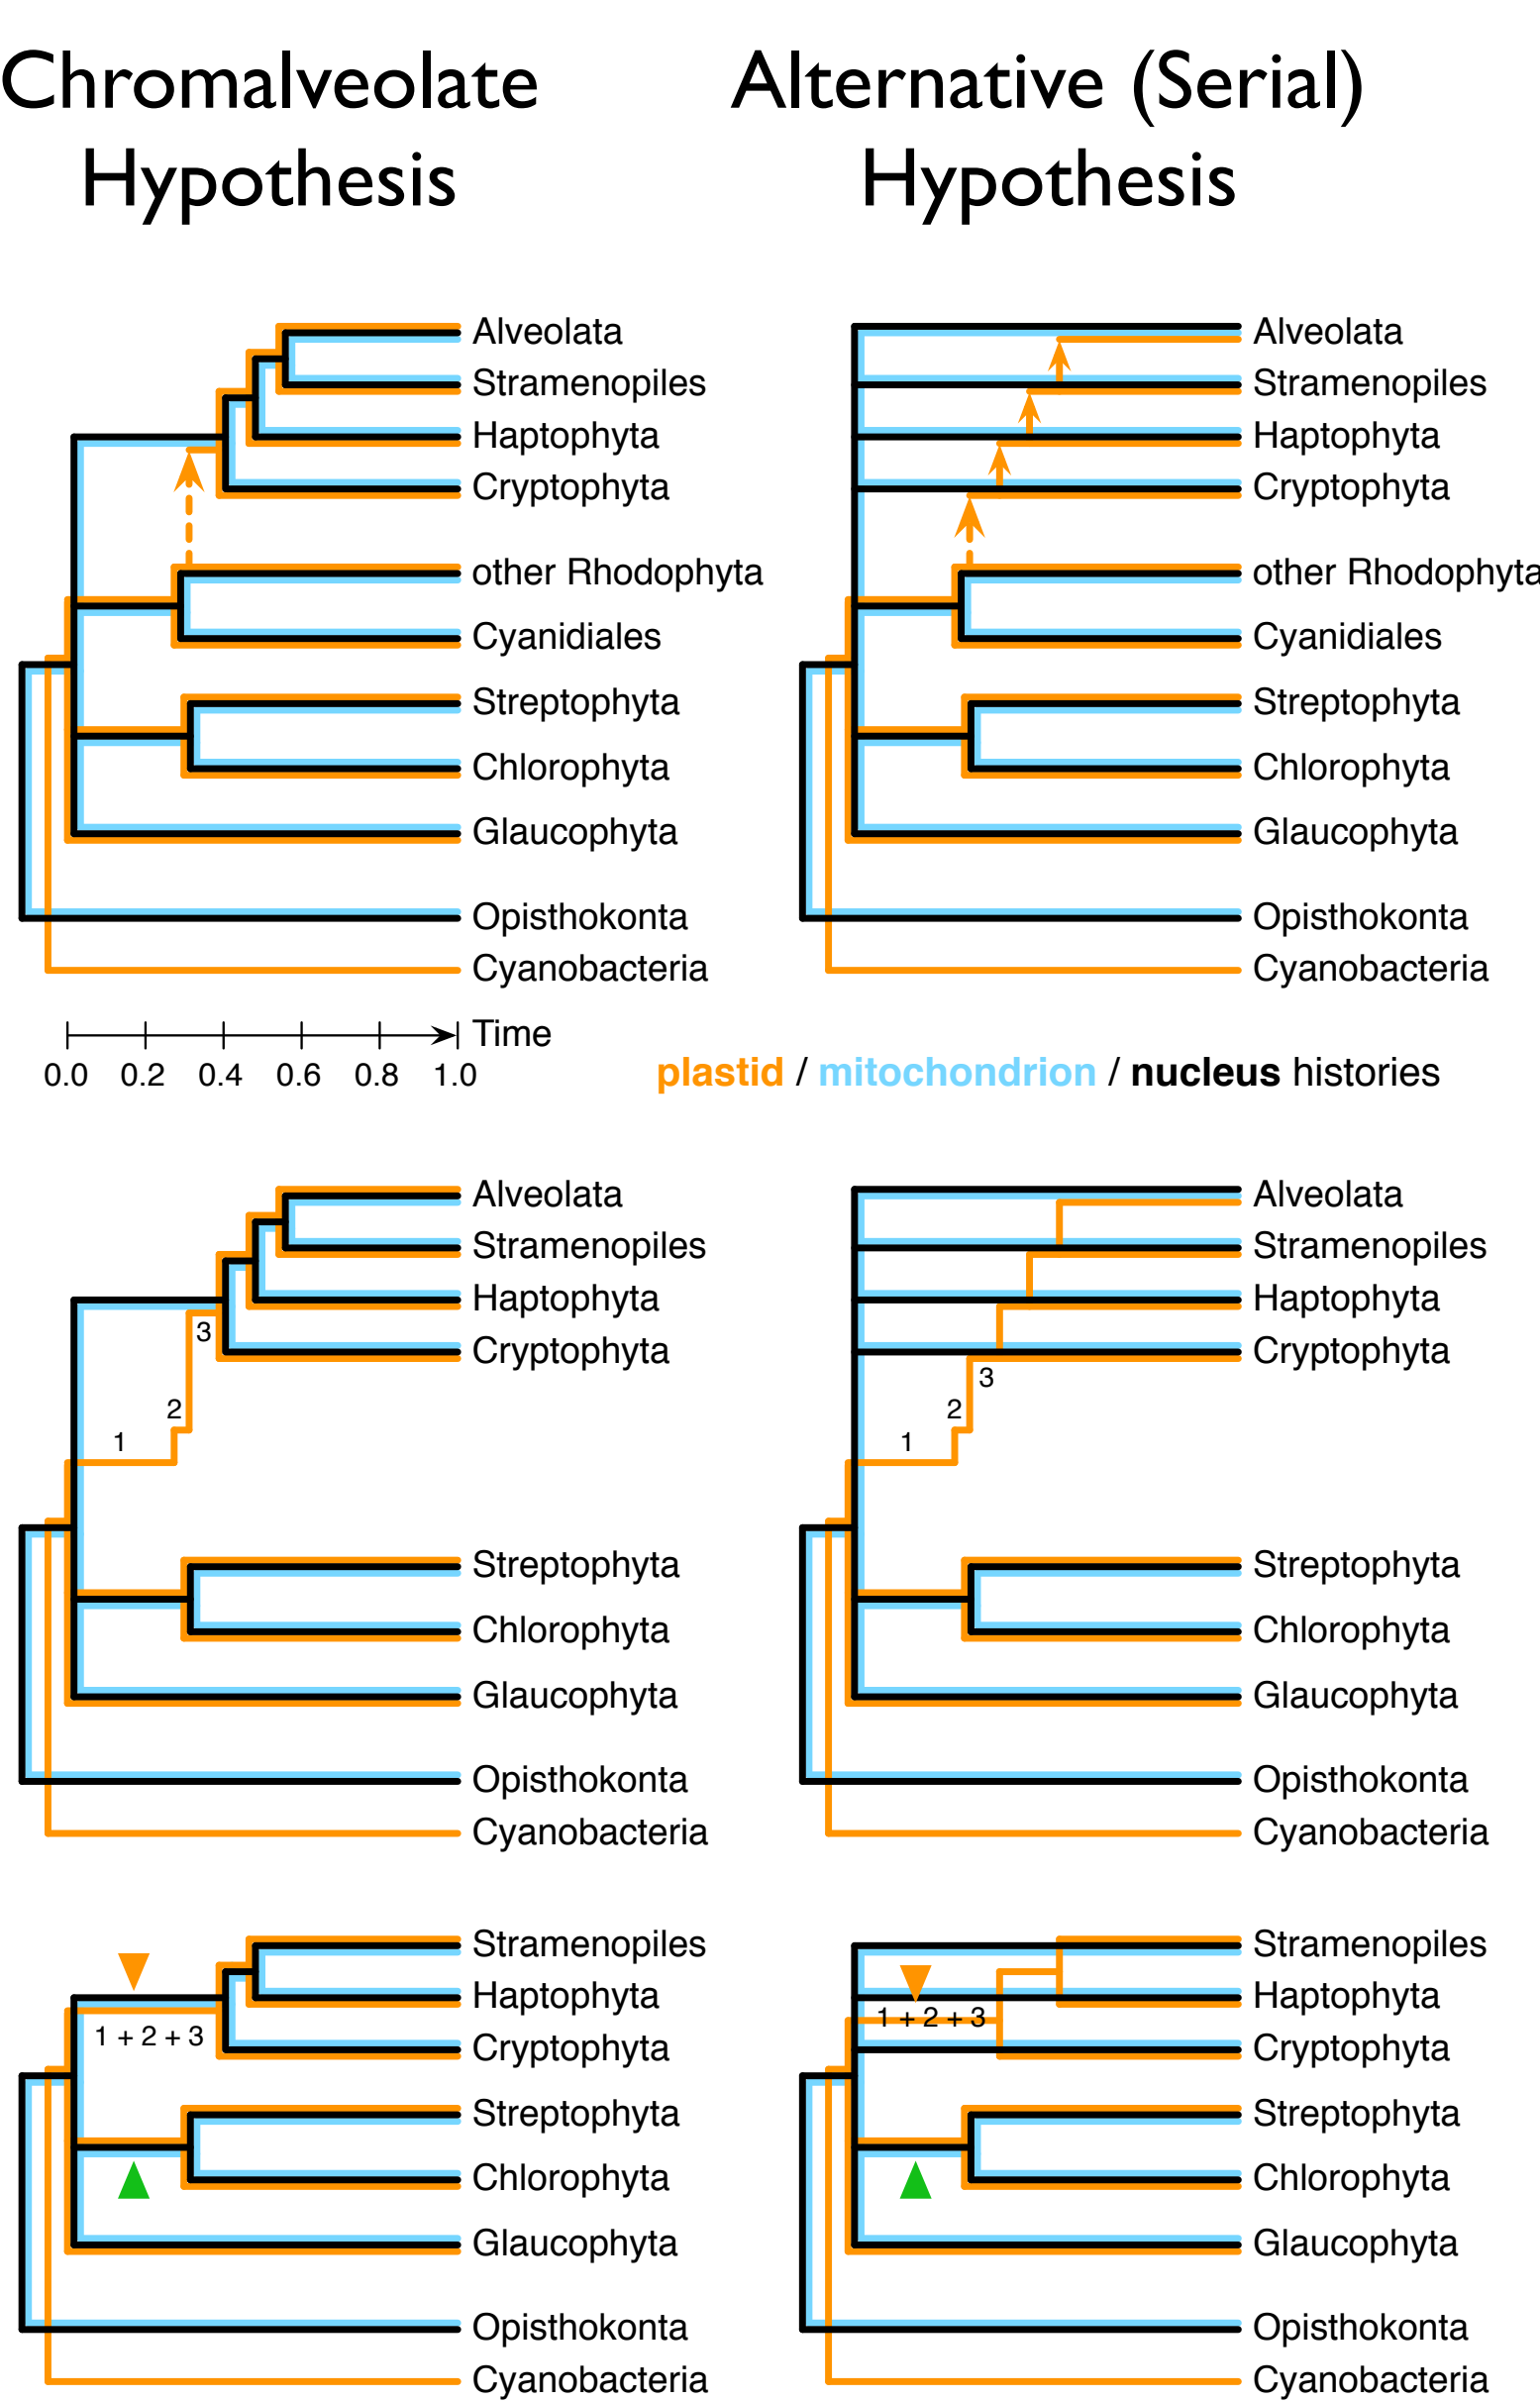 Chromalveolate
Hypothesis
Alternative (Serial)
Hypothesis
Alveolata
Stramenopiles
Haptophyta
Cryptophyta
other Rhodophyta
Cyanidiales
Streptophyta
Chlorophyta
Glaucophyta
Opisthokonta
Cyanobacteria
Time
0.0 0.2 0.4 0.6 0.8 1.0
Alveolata
Stramenopiles
Haptophyta
Cryptophyta
other Rhodophyta
Cyanidiales
Streptophyta
Chlorophyta
Glaucophyta
Opisthokonta
Cyanobacteria
plastid / mitochondrion / nucleus histories
Alveolata
Stramenopiles
Haptophyta
3
Cryptophyta
2
1
Streptophyta
Chlorophyta
Glaucophyta
Opisthokonta
Cyanobacteria
Alveolata
Stramenopiles
Haptophyta
Cryptophyta
3
2
1
Streptophyta
Chlorophyta
Glaucophyta
Opisthokonta
Cyanobacteria
Stramenopiles
Haptophyta
1 + 2 + 3
Cryptophyta
Streptophyta
Chlorophyta
Glaucophyta
Opisthokonta
Cyanobacteria
Stramenopiles
Haptophyta
1 + 2 + 3
Cryptophyta
Streptophyta
Chlorophyta
Glaucophyta
Opisthokonta
Cyanobacteria